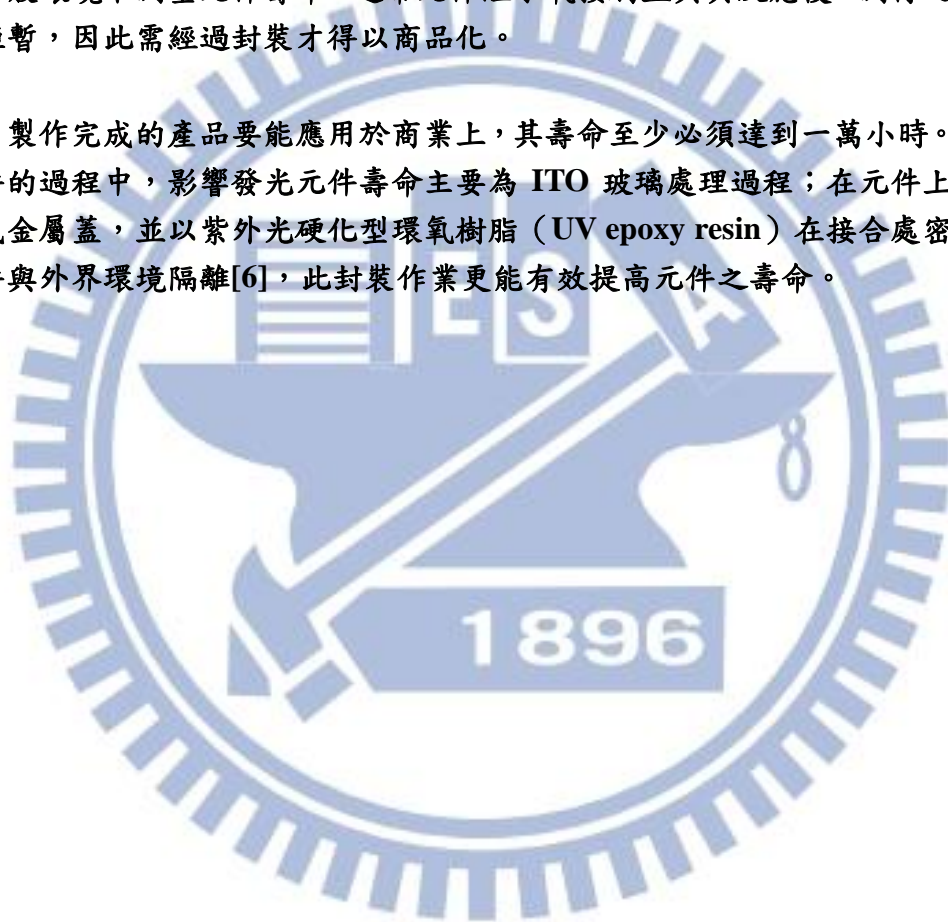 短暫，因此需經過封裝才得以商品化。
製作完成的產品要能應用於商業上，其壽命至少必須達到一萬小時。
的過程中，影響發光元件壽命主要為 ITO 玻璃處理過程；在元件上
金屬蓋，並以紫外光硬化型環氧樹脂（UV epoxy resin）在接合處密
與外界環境隔離[6]，此封裝作業更能有效提高元件之壽命。
E S A
8
1896